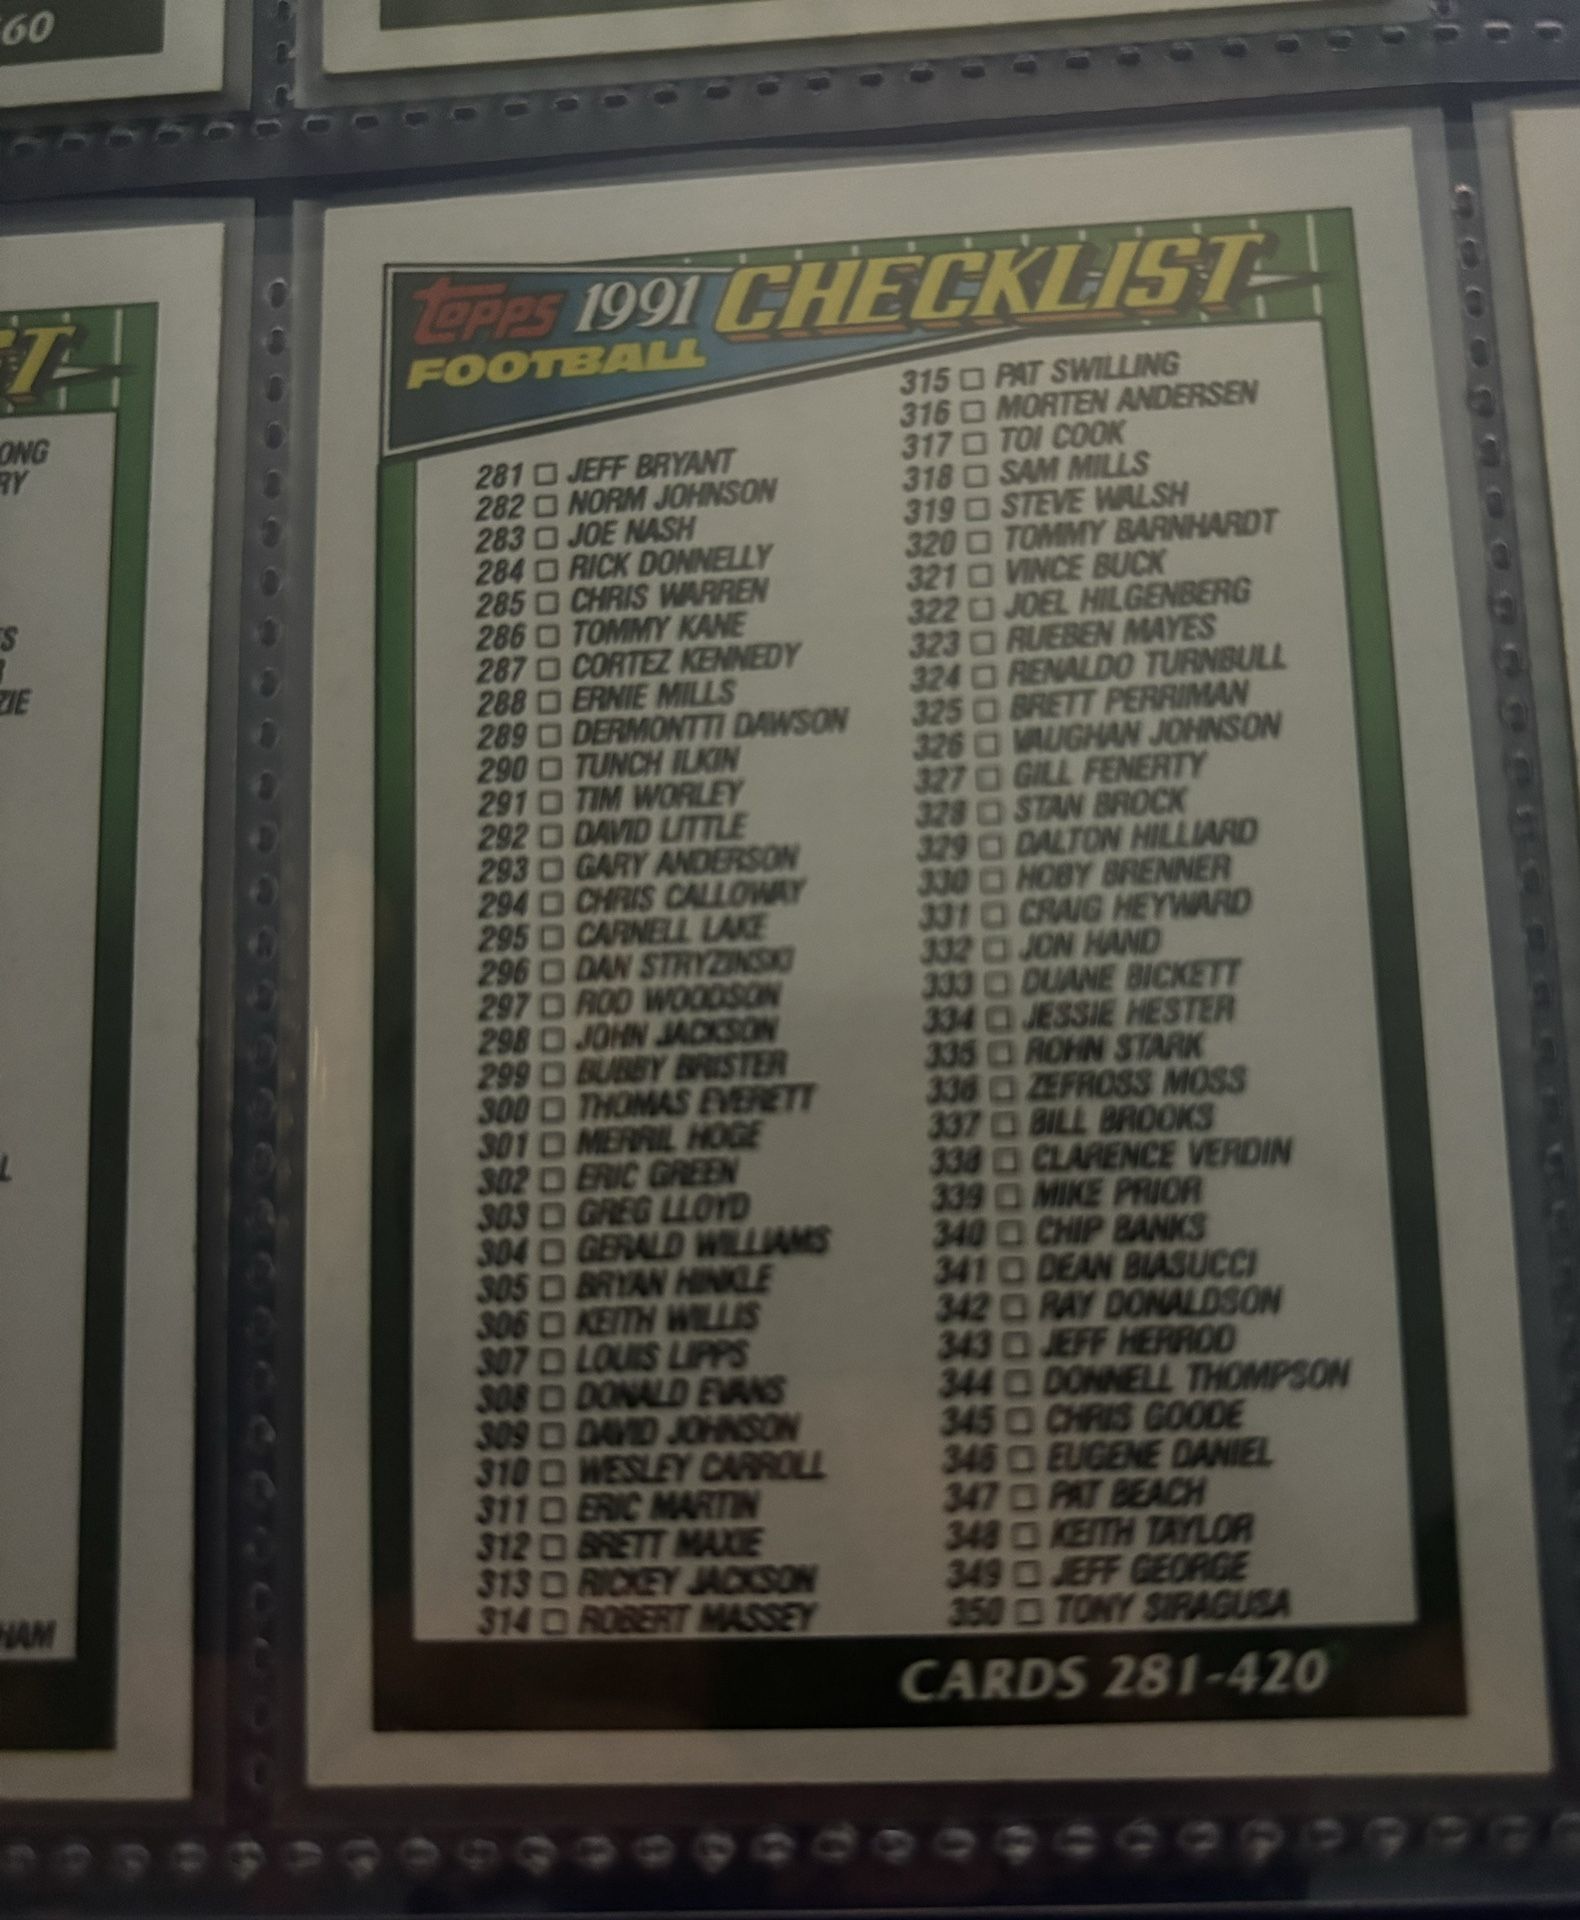 60
TOPPS 1991 CHECKLIST
FOOTBALL
281 □ JEFF BRYANT
282 □ NORM JOHNSON
283 □ JOE NASH
284 □ RICK DONNELLY
285 □ CHRIS WARREN
286 □ TOMMY KANE
287 □ CORTEZ KENNEDY
288 □ ERNIE MILLS
289 □ DERMONTTI DAWSON
290 □ TUNCH ILKIN
291 □ TIM WORLEY
292 □ DAVID LITTLE
293 □ GARY ANDERSON
294 □ CHRIS CALLOWAY
295 □ CARNELL LAKE
296 □ DAN STRYZINSKI
297 □ ROD WOODSON
298 □ JOHN JACKSON
299 □ BUBBY BRISTER
300 □ THOMAS EVERETT
301 □ MERRIL HOGE
302 □ ERIC GREEN
303 □ GREG LLOYD
304 □ GERALD WILLIAMS
305 □ BRYAN HINKLE
306 □ KEITH WILLIS
307 □ LOUIS LIPPS
308 □ DONALD EVANS
309 □ DAVID JOHNSON
310 □ WESLEY CARROLL
311 □ ERIC MARTIN
312 □ BRETT MAXIE
313 □ RICKEY JACKSON
314 □ ROBERT MASSEY
315 □ PAT SWILLING
316 □ MORTEN ANDERSEN
317 □ TOI COOK
318 □ SAM MILLS
319 □ STEVE WALSH
320 □ TOMMY BARNHARDT
321 □ VINCE BUCK
322 □ JOEL HILGENBERG
323 □ RUEBEN MAYES
324 □ RENALDO TURNBULL
325 □ BRETT PERRIMAN
326 □ VAUGHAN JOHNSON
327 □ GILL FENERTY
328 □ STAN BROCK
329 □ DALTON HILLIARD
330 □ HOBY BRENNER
331 □ CRAIG HEYWARD
332 □ JON HAND
333 □ DUANE BICKETT
334 □ JESSIE HESTER
335 □ ROHN STARK
336 □ ZEFROSS MOSS
337 □ BILL BROOKS
338 □ CLARENCE VERDIN
339 □ MIKE PRIOR
340 □ CHIP BANKS
341 □ DEAN BIASUCCI
342 □ RAY DONALDSON
343 □ JEFF HERROD
344 □ DONNELL THOMPSON
345 □ CHRIS GOODE
346 □ EUGENE DANIEL
347 □ PAT BEACH
348 □ KEITH TAYLOR
349 □ JEFF GEORGE
350 □ TONY SIRAGUSA
CARDS 281-420